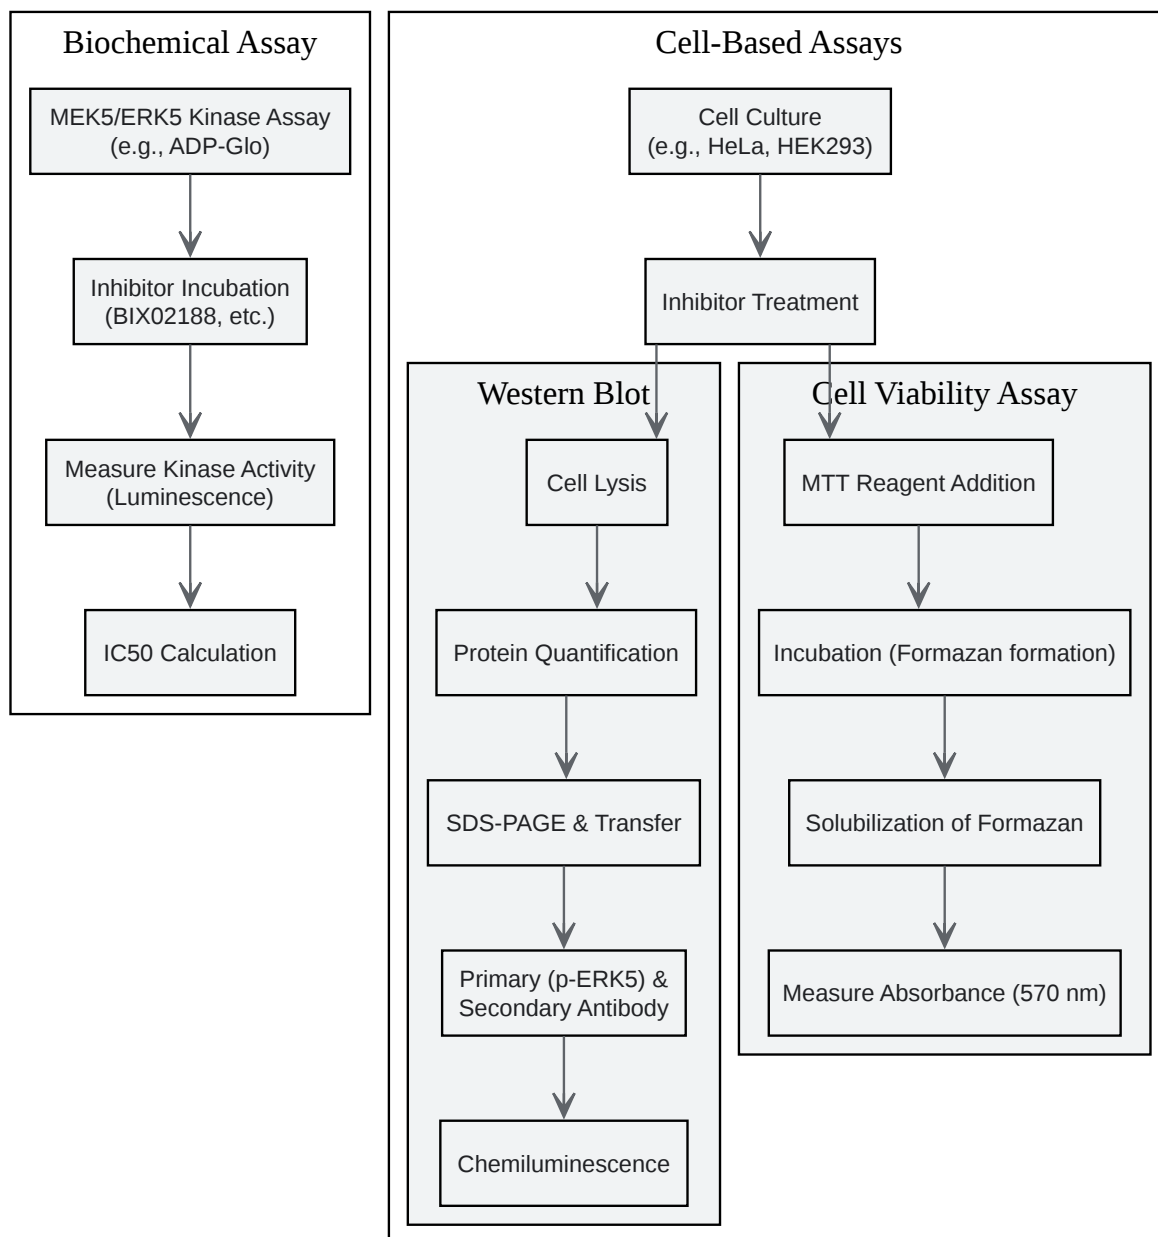 Biochemical Assay
MEK5/ERK5 Kinase Assay
(e.g., ADP-Glo)
Inhibitor Incubation
(BIX02188, etc.)
Measure Kinase Activity
(Luminescence)
IC50 Calculation
Cell-Based Assays
Cell Culture
(e.g., HeLa, HEK293)
Inhibitor Treatment
Western Blot
Cell Lysis
Protein Quantification
SDS-PAGE & Transfer
Primary (p-ERK5) &
Secondary Antibody
Chemiluminescence
Cell Viability Assay
MTT Reagent Addition
Incubation (Formazan formation)
Solubilization of Formazan
Measure Absorbance (570 nm)